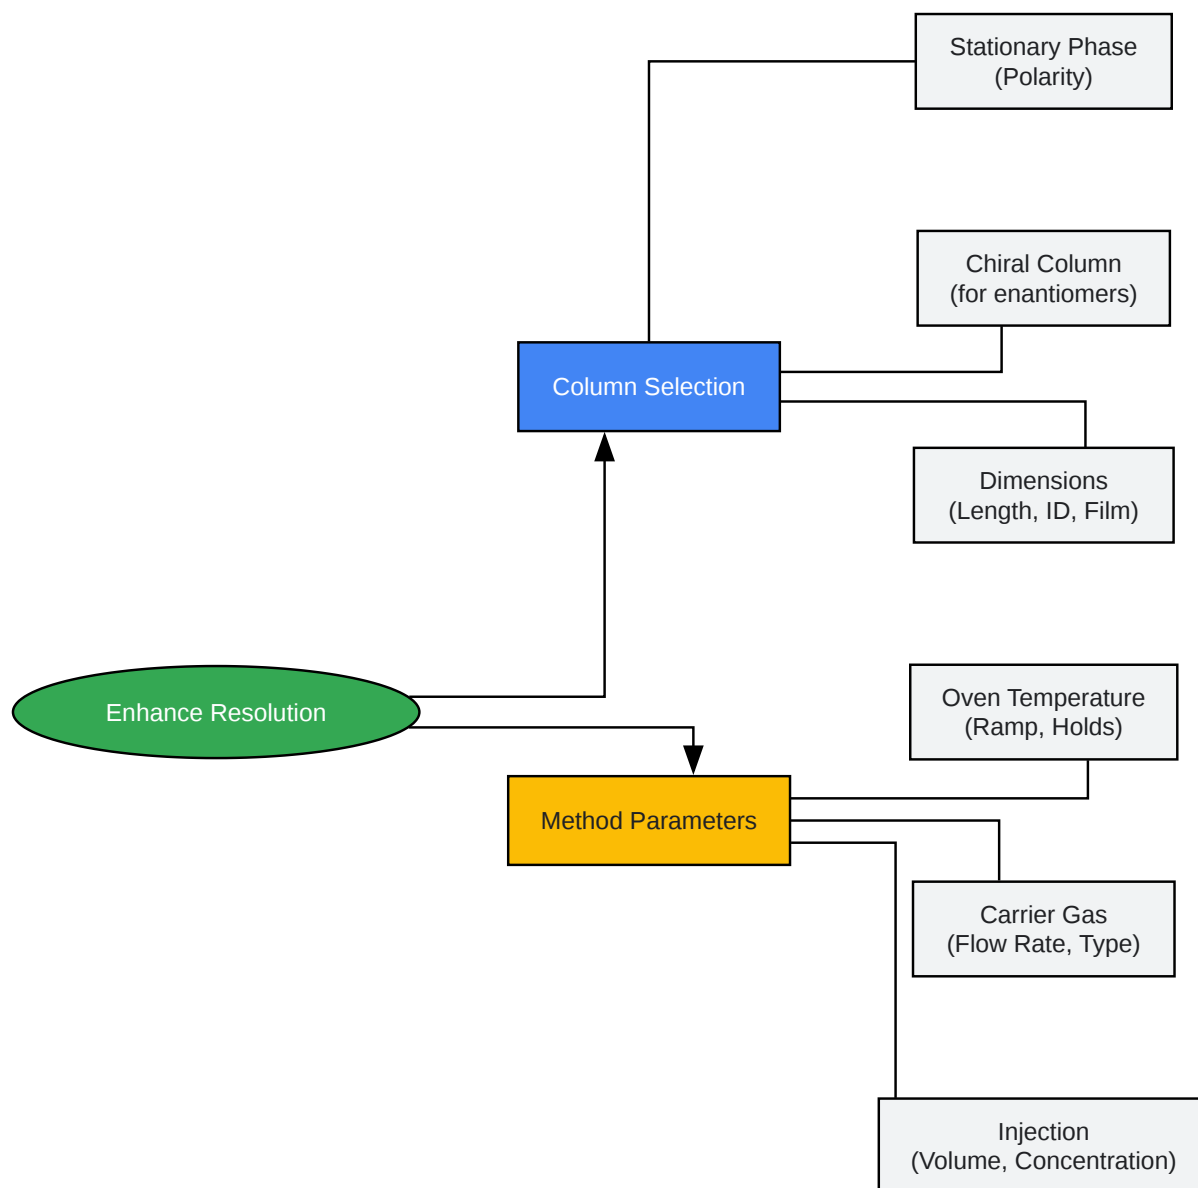 Stationary Phase
(Polarity)
Chiral Column
(for enantiomers)
Column Selection
Dimensions
(Length, ID, Film)
Enhance Resolution
Oven Temperature
(Ramp, Holds)
Method Parameters
Carrier Gas
(Flow Rate, Type)
Injection
(Volume, Concentration)